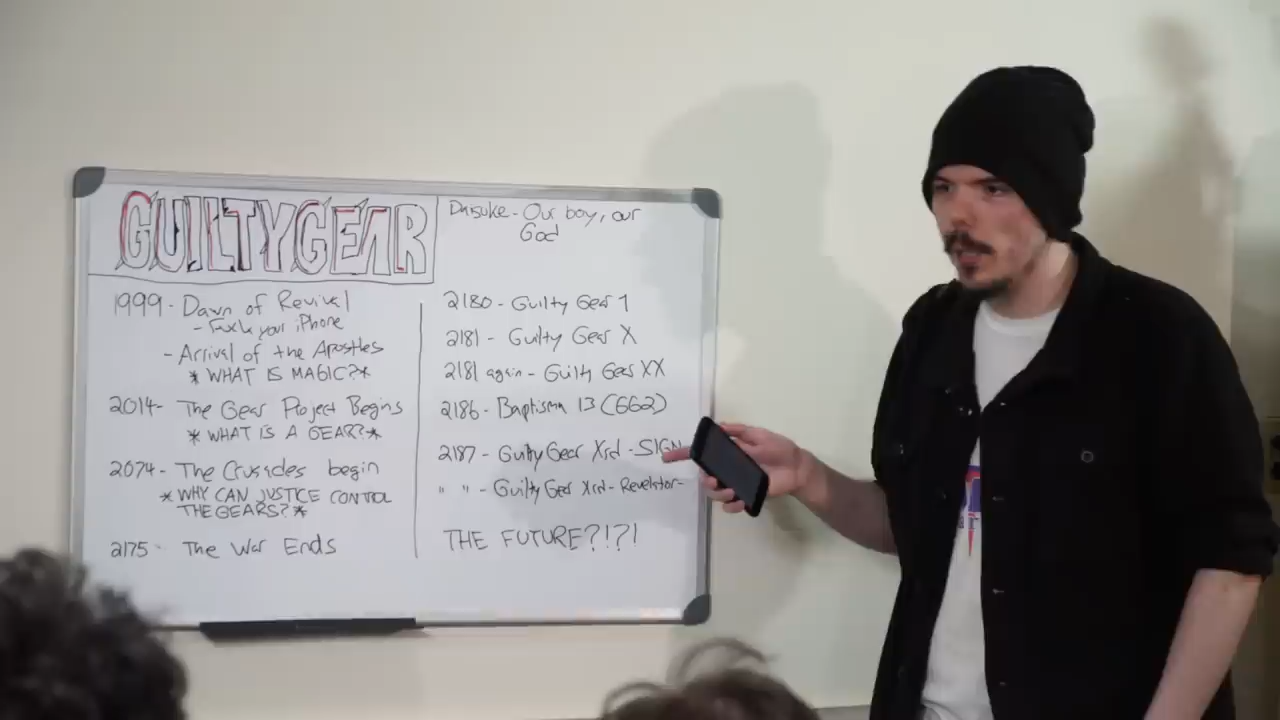 GUILTYGEAR
1999 - Dawn of Revival
- Fuck your iPhone
- Arrival of the Apostles
* WHAT IS MAGIC?*
2014- The Gear Project Begins
* WHAT IS A GEAR?*
2074 - The Crusades begin
* WHY CAN JUSTICE CONTROL
THE GEARS?*
2175- The War Ends
Daisuke - Our boy, our
God
2180 - Guilty Gear 1
2181 - Guilty Gear X
2181 again - Guilty Gear XX
2186 - Baptisma 13 (GG2)
2187 - Guilty Gear Xrd -SIGN
" " - Guilty Gear Xrd - Revelator-
THE FUTURE?!?!